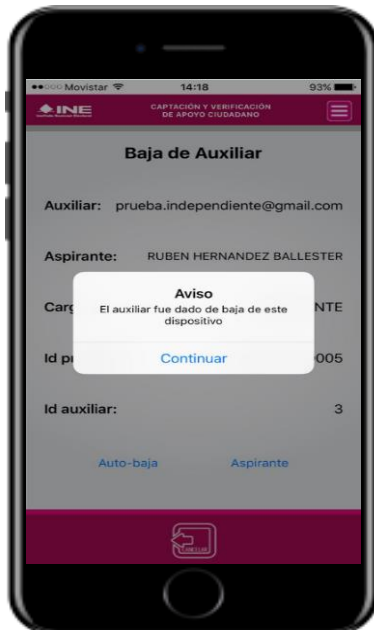 Movistar 14:18 93%
INE
CAPTACIÓN Y VERIFICACIÓN
DE APOYO CIUDADANO
Baja de Auxiliar
Auxiliar: prueba.independiente@gmail.com
Aspirante: RUBEN HERNANDEZ BALLESTER
Aviso
Carg NTE
El auxiliar fue dado de baja de este
dispositivo
Id pr 005
Continuar
Id auxiliar: 3
Auto-baja Aspirante